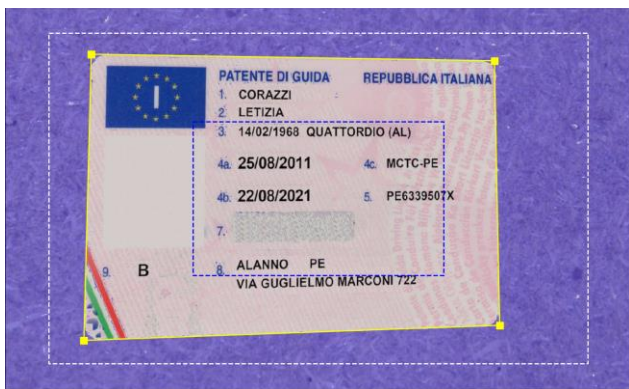 I
PATENTE DI GUIDA REPUBBLICA ITALIANA
1. CORAZZI
2. LETIZIA
3. 14/02/1968 QUATTORDIO (AL)
4a. 25/08/2011 4c. MCTC-PE
4b. 22/08/2021 5. PE6339507X
7.
8. ALANNO PE
VIA GUGLIELMO MARCONI 722
9. B